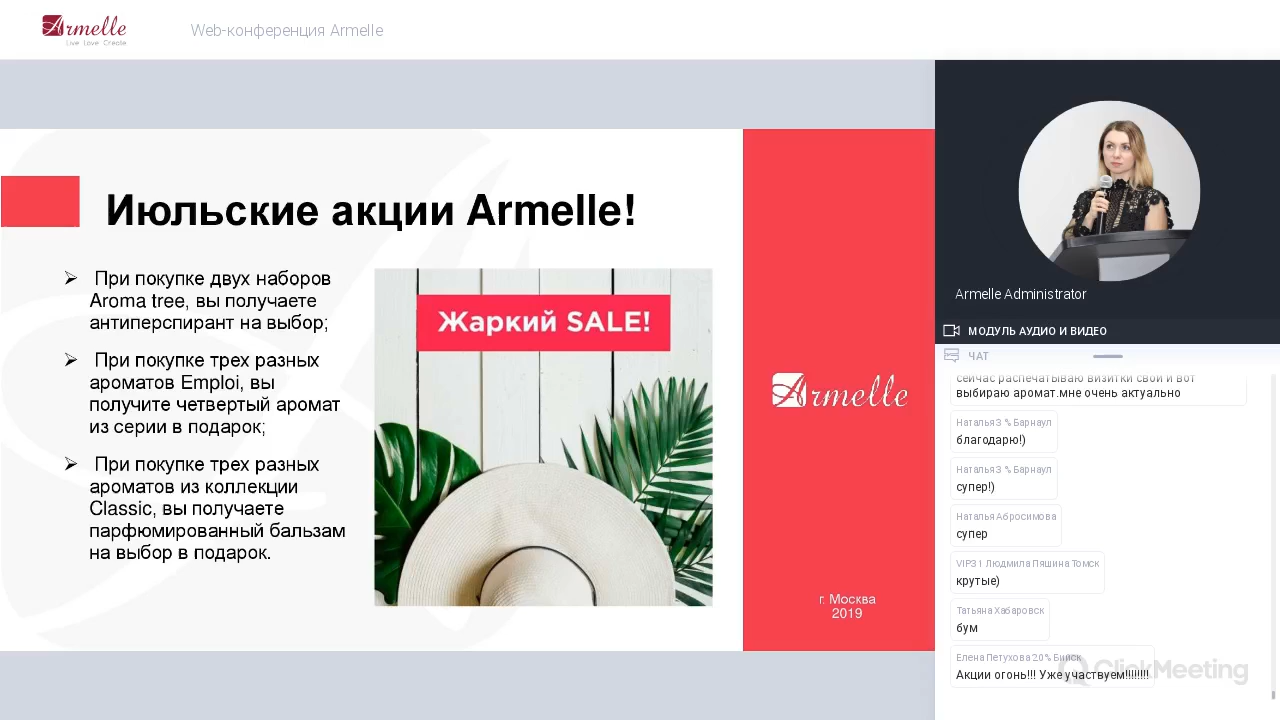 Armelle
Live Love Create
Web-конференция Armelle
Июльские акции Armelle!
➢ При покупке двух наборов
Aroma tree, вы получаете
антиперспирант на выбор;
➢ При покупке трех разных
ароматов Emploi, вы
получите четвертый аромат
из серии в подарок;
➢ При покупке трех разных
ароматов из коллекции
Classic, вы получаете
парфюмированный бальзам
на выбор в подарок.
Жаркий SALE!
Armelle
г. Москва
2019
Armelle Administrator
МОДУЛЬ АУДИО И ВИДЕО
ЧАТ
сейчас распечатываю визитки свои и вот
выбираю аромат.мне очень актуально
Наталья З % Барнаул
благодарю!)
Наталья З % Барнаул
супер!)
Наталья Абросимова
супер
VIP31 Людмила Пяшина Томск
крутые)
Татьяна Хабаровск
бум
Елена Петухова 20% Бийск
Акции огонь!!! Уже участвуем!!!!!!!!
ClickMeeting